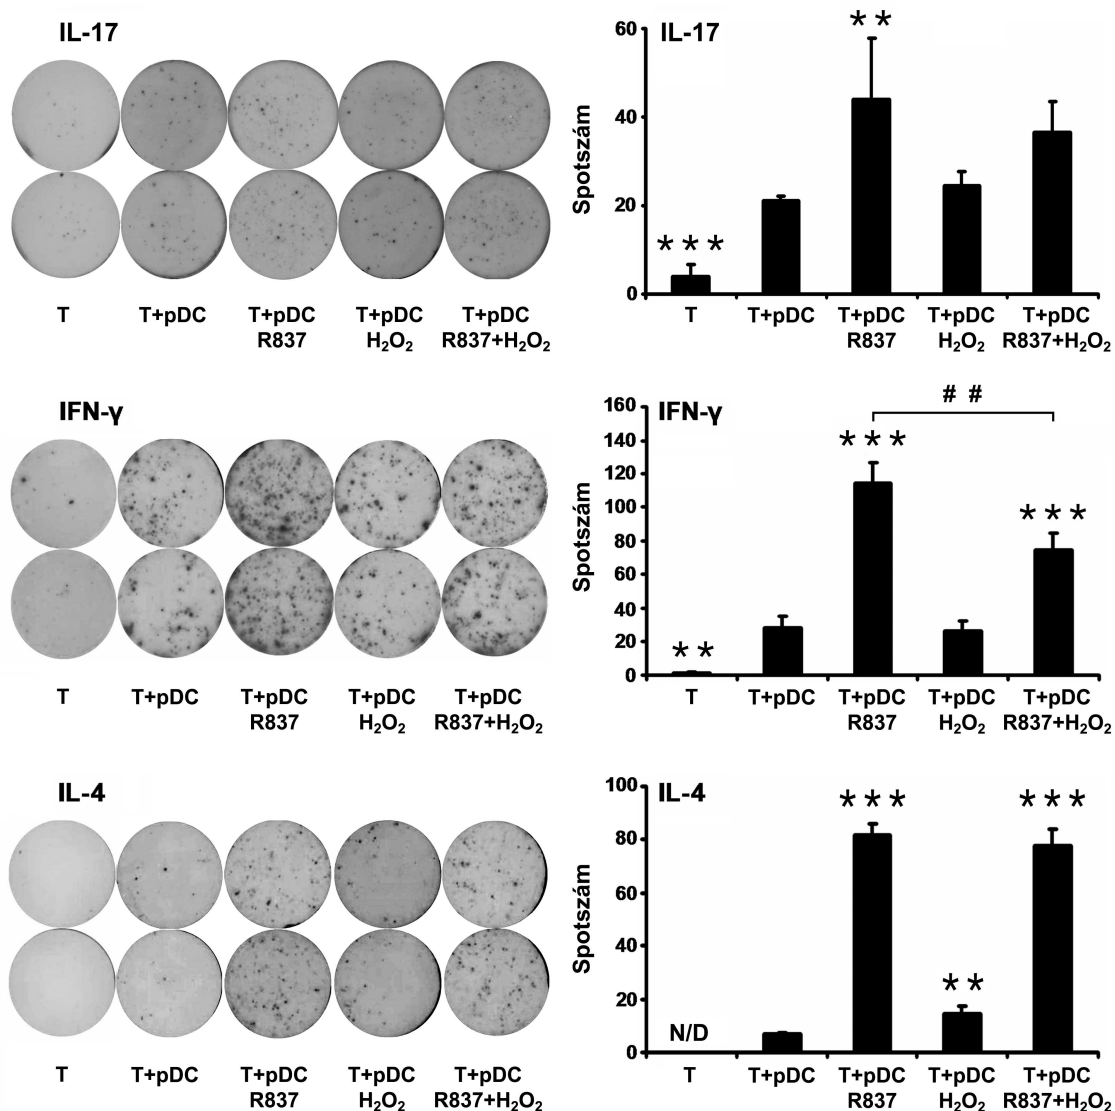 IL-17
T
T+pDC
T+pDC
R837
T+pDC
H₂O₂
T+pDC
R837+H₂O₂
IL-17
Spotszám
60
40
20
0
***
**
T
T+pDC
T+pDC
R837
T+pDC
H₂O₂
T+pDC
R837+H₂O₂
IFN-γ
T
T+pDC
T+pDC
R837
T+pDC
H₂O₂
T+pDC
R837+H₂O₂
IFN-γ
Spotszám
160
140
120
100
80
60
40
20
0
# #
**
***
***
T
T+pDC
T+pDC
R837
T+pDC
H₂O₂
T+pDC
R837+H₂O₂
IL-4
T
T+pDC
T+pDC
R837
T+pDC
H₂O₂
T+pDC
R837+H₂O₂
IL-4
Spotszám
100
80
60
40
20
0
N/D
***
**
***
T
T+pDC
T+pDC
R837
T+pDC
H₂O₂
T+pDC
R837+H₂O₂